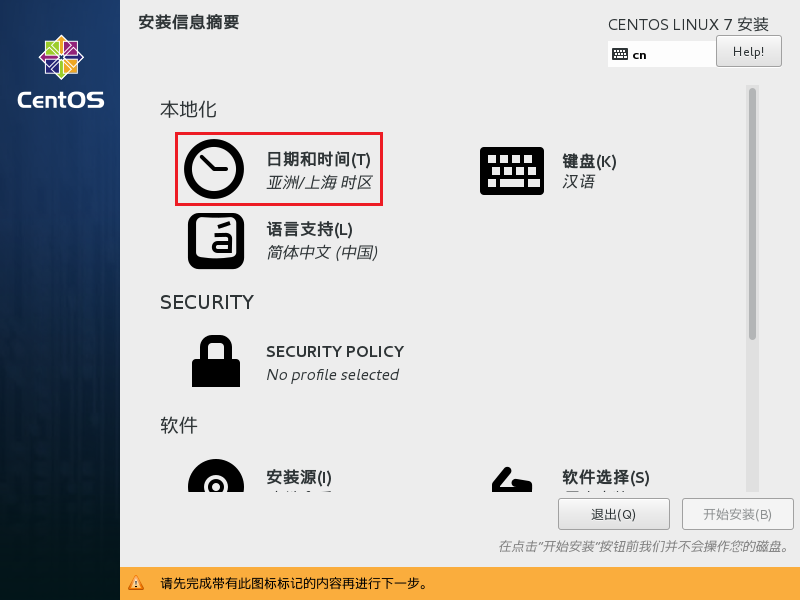 安装信息摘要
CENTOS LINUX 7 安装
cn
Help!
CentOS
本地化
日期和时间(T)
亚洲/上海 时区
键盘(K)
汉语
语言支持(L)
简体中文 (中国)
SECURITY
SECURITY POLICY
No profile selected
软件
安装源(I)
软件选择(S)
退出(Q)
开始安装(B)
在点击"开始安装"按钮前我们并不会操作您的磁盘。
请先完成带有此图标标记的内容再进行下一步。